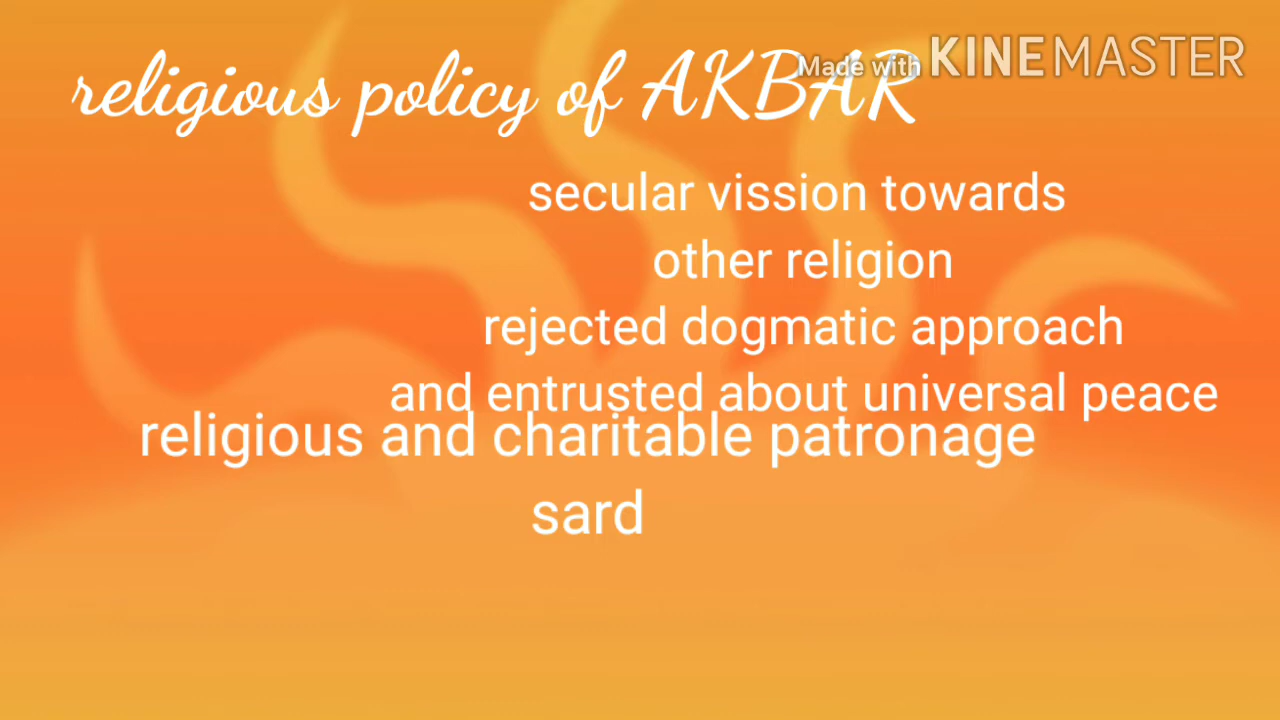 religious policy of AKBAR
Made with KINEMASTER
secular vission towards
other religion
rejected dogmatic approach
and entrusted about universal peace
religious and charitable patronage
sard